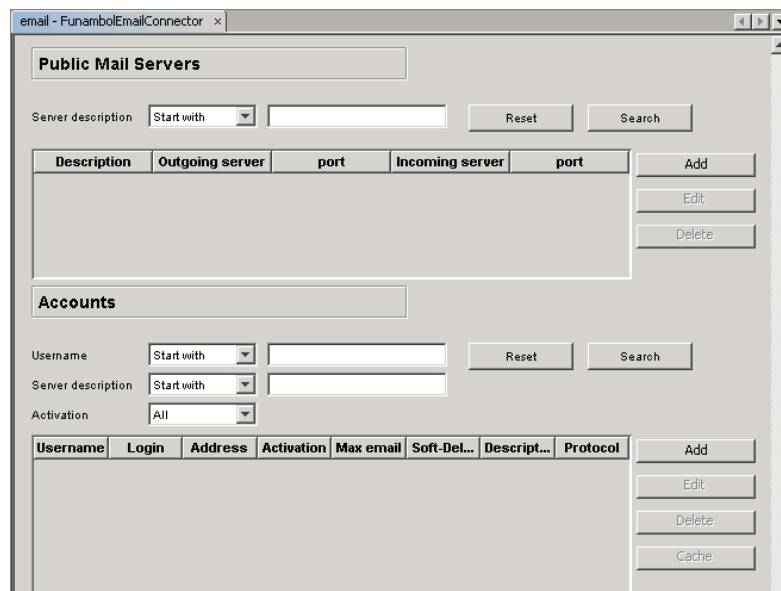 email - FunambolEmailConnector ×
Public Mail Servers
Server description Start with Reset Search
Description Outgoing server port Incoming server port Add
Edit
Delete
Accounts
Username Start with Reset Search
Server description Start with
Activation All
Username Login Address Activation Max email Soft-Del... Descript... Protocol Add
Edit
Delete
Cache